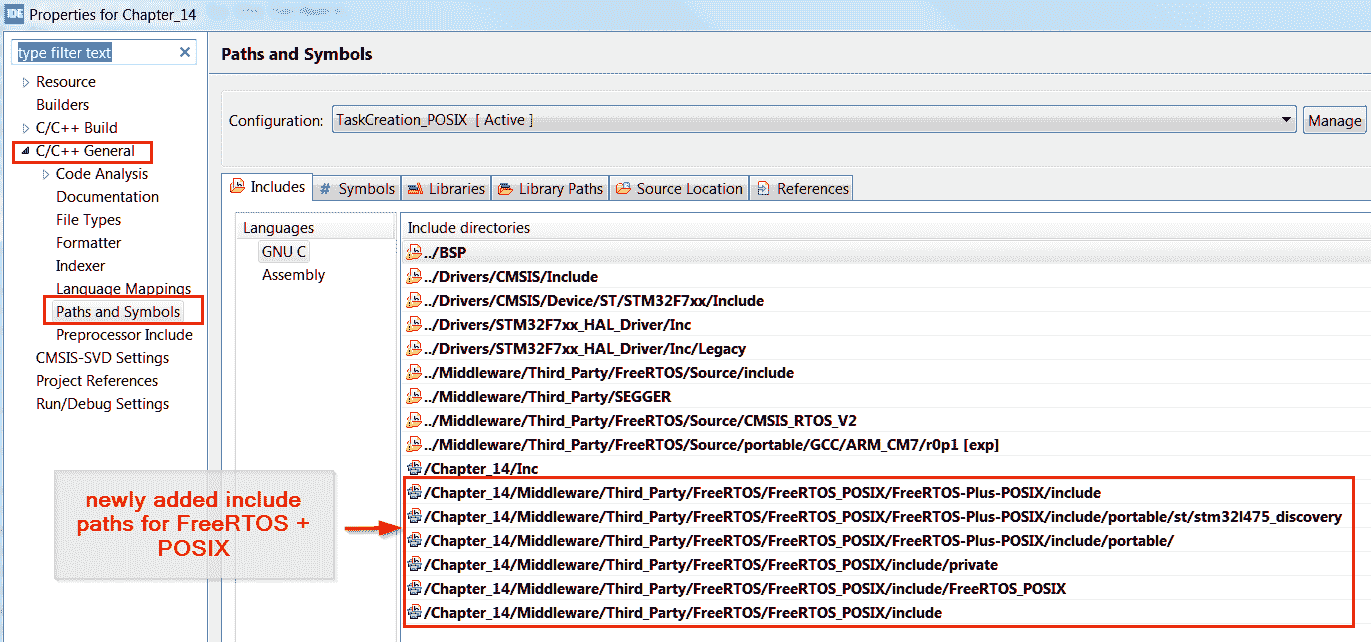 IDE Properties for Chapter_14
type filter text
Resource
Builders
C/C++ Build
C/C++ General
Code Analysis
Documentation
File Types
Formatter
Indexer
Language Mappings
Paths and Symbols
Preprocessor Include
CMSIS-SVD Settings
Project References
Run/Debug Settings
Paths and Symbols
Configuration: TaskCreation_POSIX [ Active ] Manage
Includes # Symbols Libraries Library Paths Source Location References
Languages
GNU C
Assembly
Include directories
../BSP
../Drivers/CMSIS/Include
../Drivers/CMSIS/Device/ST/STM32F7xx/Include
../Drivers/STM32F7xx_HAL_Driver/Inc
../Drivers/STM32F7xx_HAL_Driver/Inc/Legacy
../Middleware/Third_Party/FreeRTOS/Source/include
../Middleware/Third_Party/SEGGER
../Middleware/Third_Party/FreeRTOS/Source/CMSIS_RTOS_V2
../Middleware/Third_Party/FreeRTOS/Source/portable/GCC/ARM_CM7/r0p1 [exp]
/Chapter_14/Inc
/Chapter_14/Middleware/Third_Party/FreeRTOS/FreeRTOS_POSIX/FreeRTOS-Plus-POSIX/include
/Chapter_14/Middleware/Third_Party/FreeRTOS/FreeRTOS_POSIX/FreeRTOS-Plus-POSIX/include/portable/st/stm32l475_discovery
/Chapter_14/Middleware/Third_Party/FreeRTOS/FreeRTOS_POSIX/FreeRTOS-Plus-POSIX/include/portable/
/Chapter_14/Middleware/Third_Party/FreeRTOS/FreeRTOS_POSIX/include/private
/Chapter_14/Middleware/Third_Party/FreeRTOS/FreeRTOS_POSIX/include/FreeRTOS_POSIX
/Chapter_14/Middleware/Third_Party/FreeRTOS/FreeRTOS_POSIX/include
newly added include
paths for FreeRTOS +
POSIX